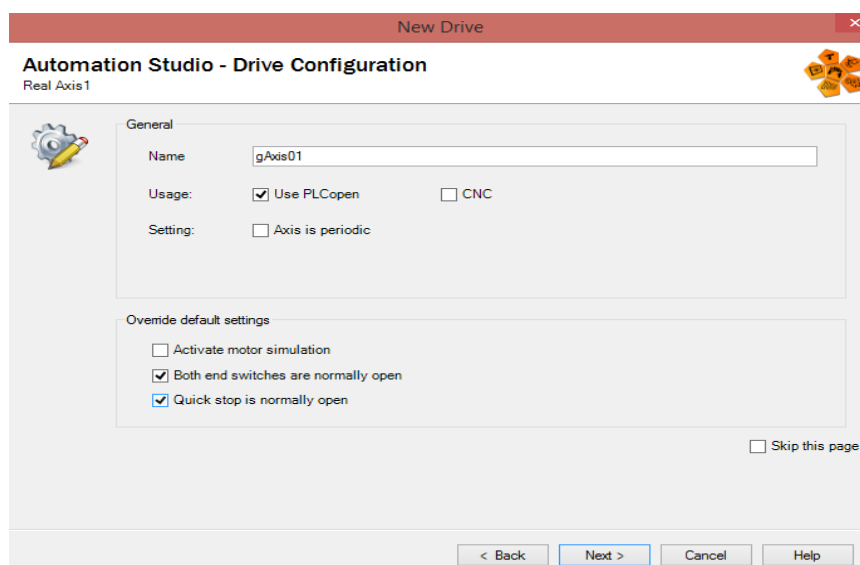 New Drive
Automation Studio - Drive Configuration
Real Axis1
General
Name gAxis01
Usage: Use PLCopen CNC
Setting: Axis is periodic
Override default settings
Activate motor simulation
Both end switches are normally open
Quick stop is normally open
Skip this page
< Back Next > Cancel Help